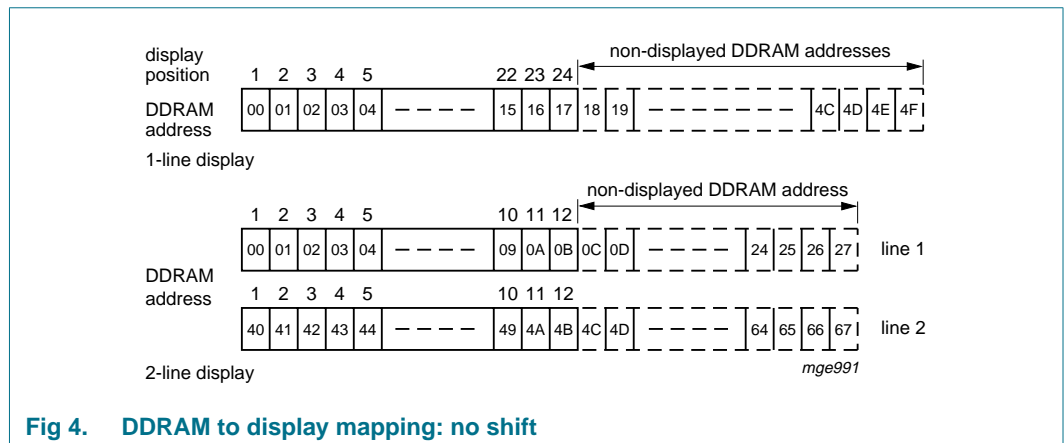 display position
non-displayed DDRAM addresses
1 2 3 4 5 22 23 24
DDRAM address
00 01 02 03 04 15 16 17 18 19 4C 4D 4E 4F
1-line display
non-displayed DDRAM address
1 2 3 4 5 10 11 12
00 01 02 03 04 09 0A 0B 0C 0D 24 25 26 27 line 1
DDRAM address
1 2 3 4 5 10 11 12
40 41 42 43 44 49 4A 4B 4C 4D 64 65 66 67 line 2
2-line display
mge991
Fig 4. DDRAM to display mapping: no shift